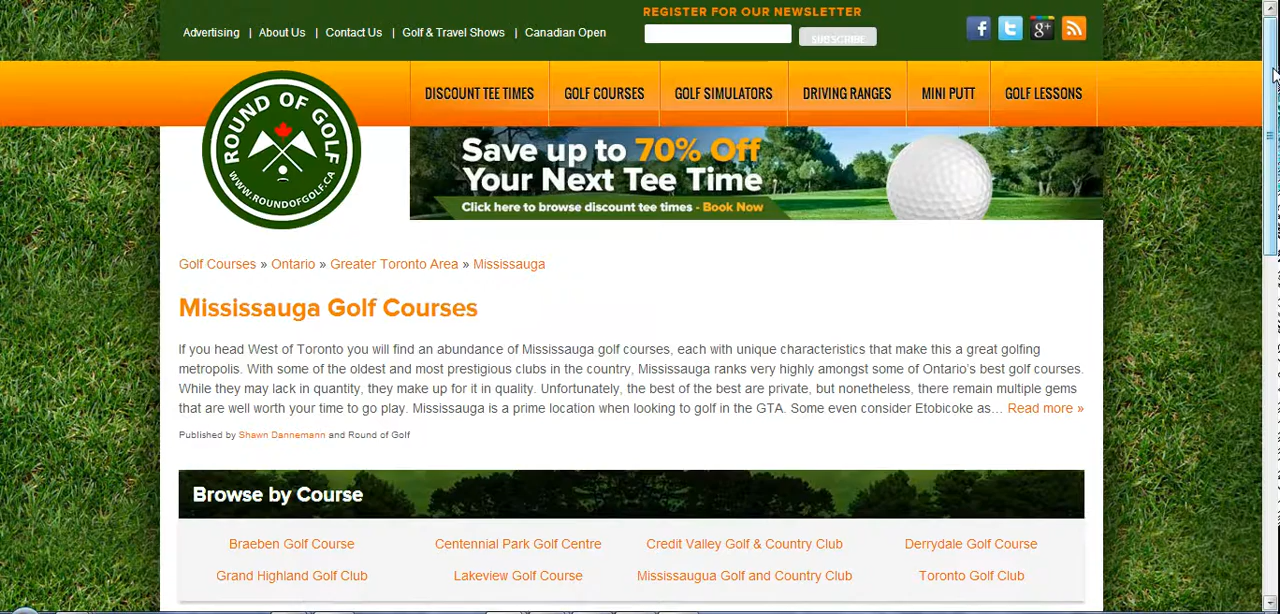 REGISTER FOR OUR NEWSLETTER
Advertising | About Us | Contact Us | Golf & Travel Shows | Canadian Open
SUBSCRIBE
ROUND OF GOLF
WWW.ROUNDOFGOLF.CA
DISCOUNT TEE TIMES GOLF COURSES GOLF SIMULATORS DRIVING RANGES MINI PUTT GOLF LESSONS
Save up to 70% Off
Your Next Tee Time
Click here to browse discount tee times - Book Now
Golf Courses » Ontario » Greater Toronto Area » Mississauga
Mississauga Golf Courses
If you head West of Toronto you will find an abundance of Mississauga golf courses, each with unique characteristics that make this a great golfing
metropolis. With some of the oldest and most prestigious clubs in the country, Mississauga ranks very highly amongst some of Ontario's best golf courses.
While they may lack in quantity, they make up for it in quality. Unfortunately, the best of the best are private, but nonetheless, there remain multiple gems
that are well worth your time to go play. Mississauga is a prime location when looking to golf in the GTA. Some even consider Etobicoke as… Read more »
Published by Shawn Dannemann and Round of Golf
Browse by Course
Braeben Golf Course Centennial Park Golf Centre Credit Valley Golf & Country Club Derrydale Golf Course
Grand Highland Golf Club Lakeview Golf Course Mississaugua Golf and Country Club Toronto Golf Club